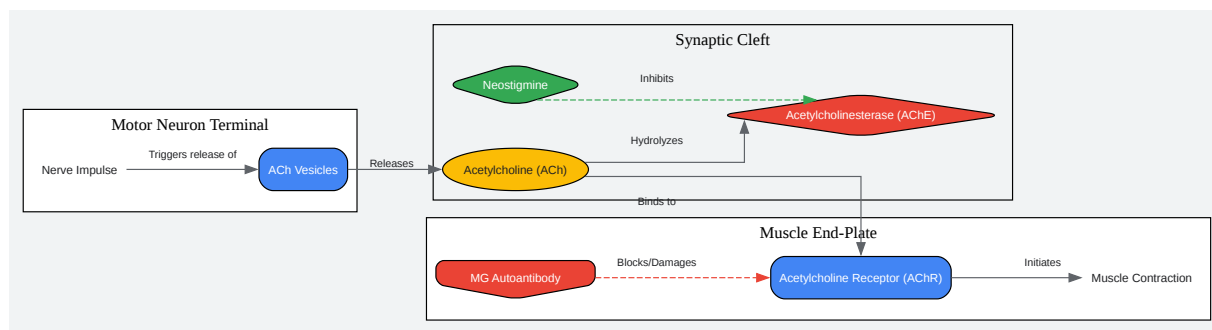 Synaptic Cleft
Neostigmine
Inhibits
Acetylcholinesterase (AChE)
Motor Neuron Terminal
Hydrolyzes
Nerve Impulse
Triggers release of
ACh Vesicles
Releases
Acetylcholine (ACh)
Binds to
Muscle End-Plate
MG Autoantibody
Blocks/Damages
Acetylcholine Receptor (AChR)
Initiates
Muscle Contraction